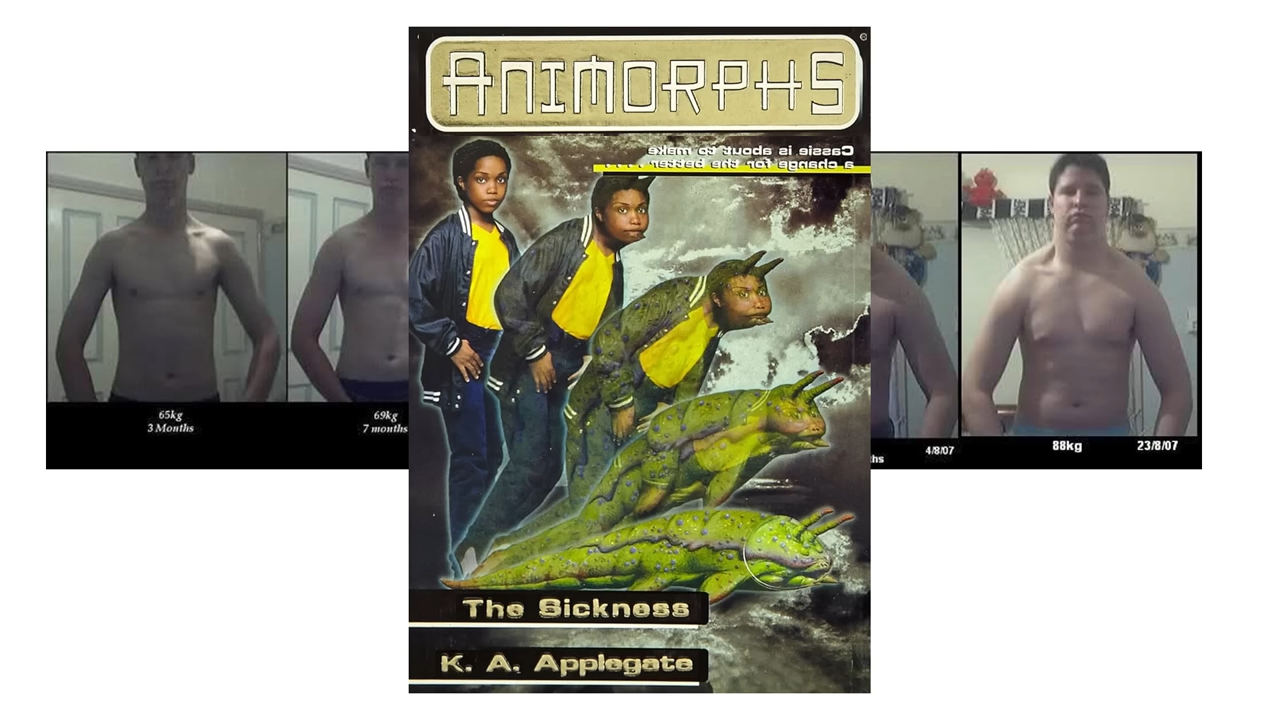 ANIMORPHS
Cassie is about to make
a change for the better . . . .
65kg
3 Months
69kg
7 months
ths
4/8/07
88kg 23/8/07
The Sickness
K. A. Applegate